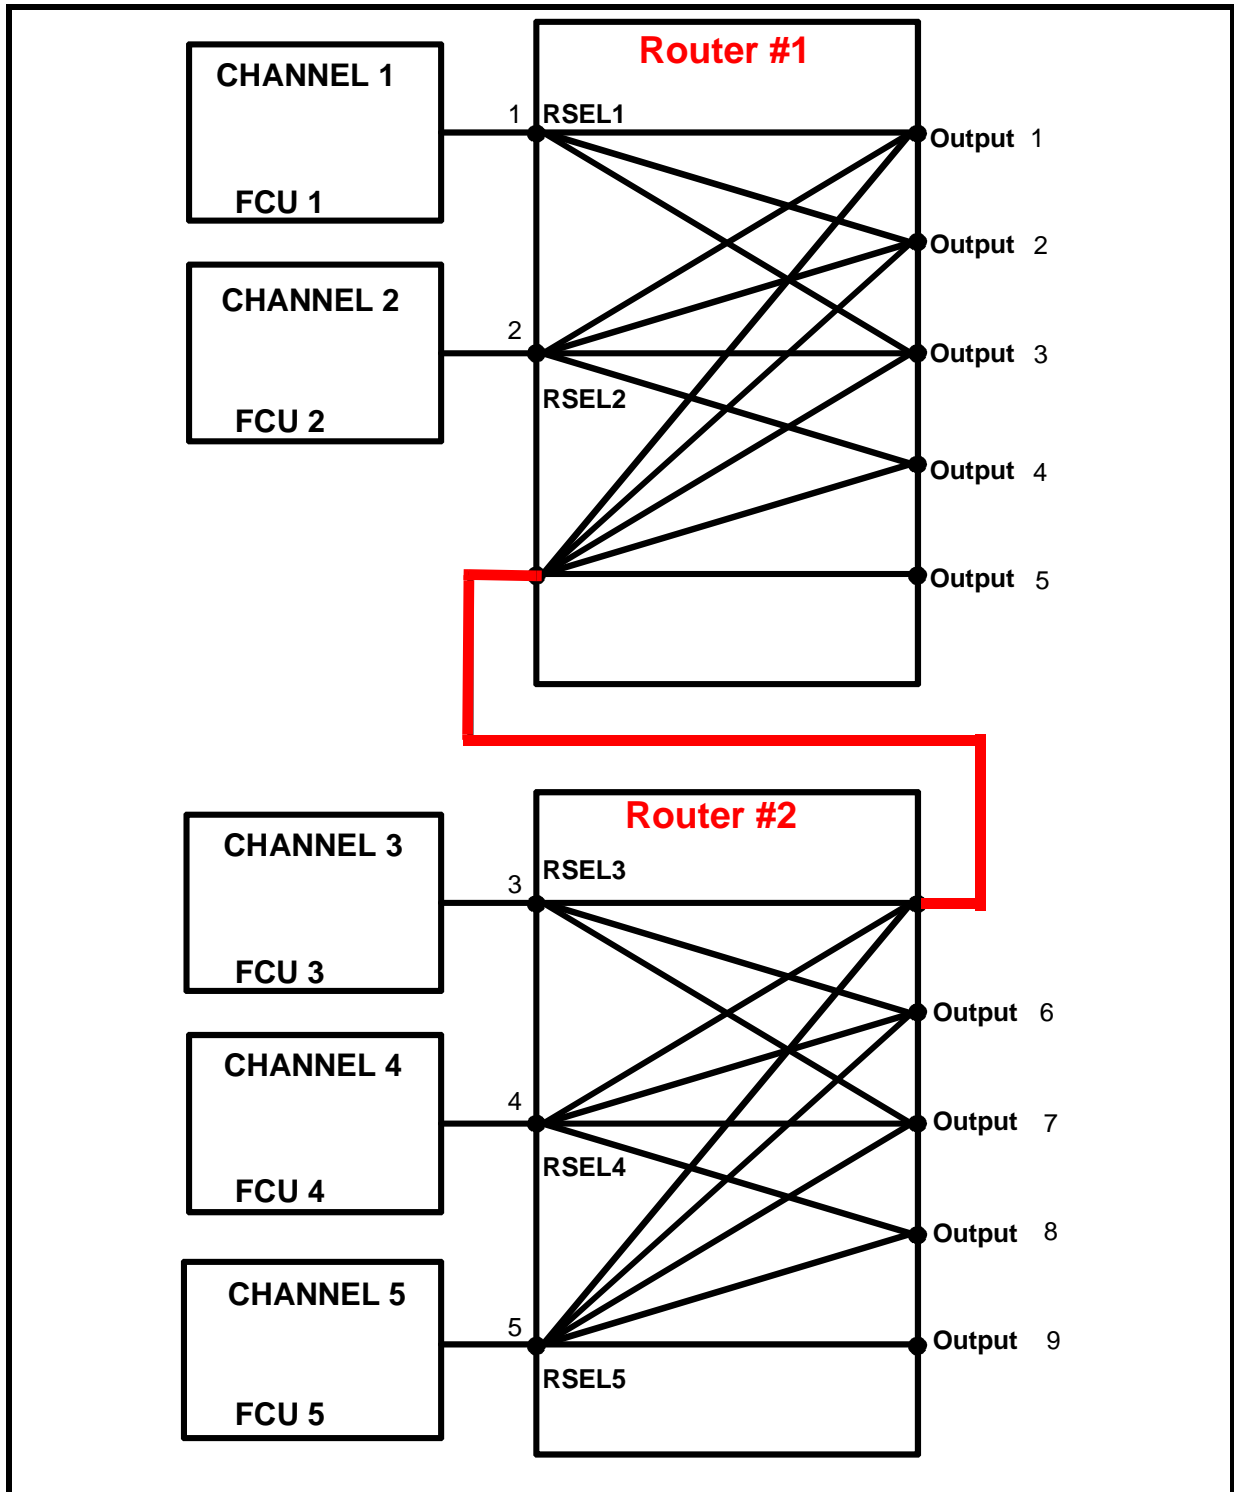 Router #1
CHANNEL 1
FCU 1
1
RSEL1
Output 1
Output 2
CHANNEL 2
FCU 2
2
RSEL2
Output 3
Output 4
Output 5
Router #2
CHANNEL 3
FCU 3
3
RSEL3
Output 6
CHANNEL 4
FCU 4
4
RSEL4
Output 7
Output 8
CHANNEL 5
FCU 5
5
RSEL5
Output 9